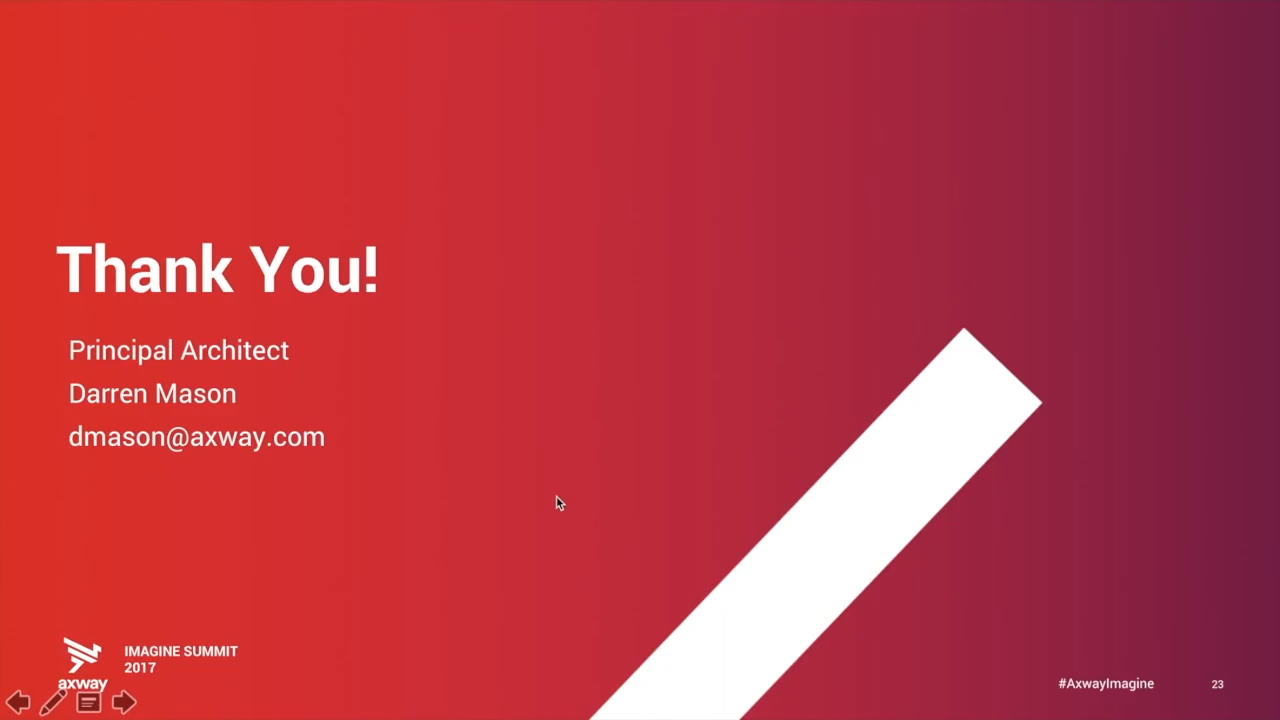 Thank You!
Principal Architect
Darren Mason
dmason@axway.com
IMAGINE SUMMIT
2017
axway
#AxwayImagine
23